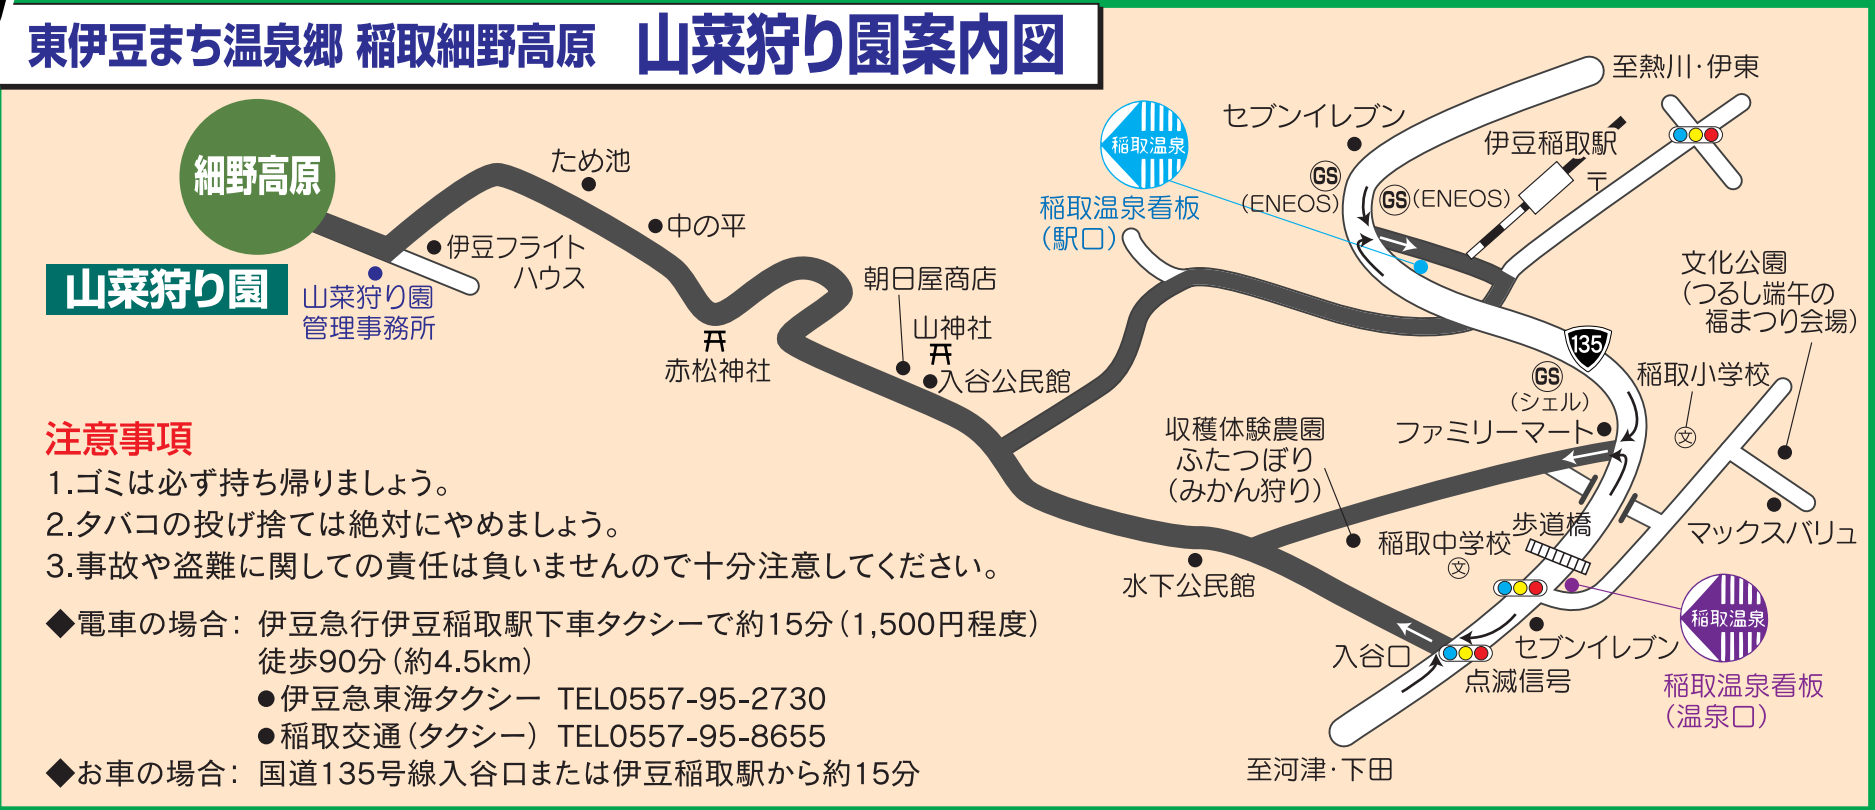 東伊豆まち温泉郷 稲取細野高原 山菜狩り園案内図
細野高原
山菜狩り園
山菜狩り園
管理事務所
伊豆フライト
ハウス
ため池
中の平
赤松神社
朝日屋商店
山神社
入谷公民館
稲取温泉
稲取温泉看板
(駅口)
セブンイレブン
GS
(ENEOS)
GS(ENEOS)
伊豆稲取駅
〒
至熱川・伊東
文化公園
(つるし端午の
福まつり会場)
135
GS
(シェル)
稲取小学校
文
ファミリーマート
収穫体験農園
ふたつぼり
(みかん狩り)
稲取中学校
文
歩道橋
マックスバリュ
水下公民館
入谷口
セブンイレブン
点滅信号
稲取温泉
稲取温泉看板
(温泉口)
至河津・下田
注意事項
1.ゴミは必ず持ち帰りましょう。
2.タバコの投げ捨ては絶対にやめましょう。
3.事故や盗難に関しての責任は負いませんので十分注意してください。
◆電車の場合: 伊豆急行伊豆稲取駅下車タクシーで約15分(1,500円程度)
徒歩90分(約4.5km)
●伊豆急東海タクシー TEL0557-95-2730
●稲取交通(タクシー) TEL0557-95-8655
◆お車の場合: 国道135号線入谷口または伊豆稲取駅から約15分